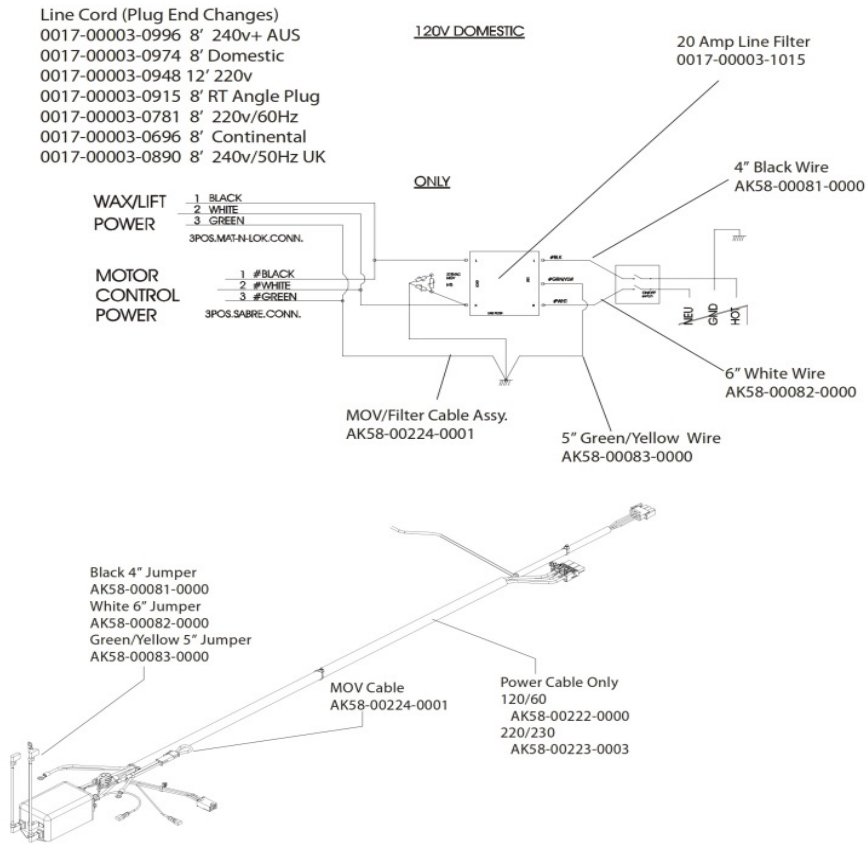 Line Cord (Plug End Changes)
0017-00003-0996 8’ 240v+ AUS
0017-00003-0974 8’ Domestic
0017-00003-0948 12’ 220v
0017-00003-0915 8’ RT Angle Plug
0017-00003-0781 8’ 220v/60Hz
0017-00003-0696 8’ Continental
0017-00003-0890 8’ 240v/50Hz UK
120V DOMESTIC
20 Amp Line Filter
0017-00003-1015
ONLY
4” Black Wire
AK58-00081-0000
WAX/LIFT
POWER
1 BLACK
2 WHITE
3 GREEN
3POS.MAT-N-LOK.CONN.
MOTOR
CONTROL
POWER
1 #BLACK
2 #WHITE
3 #GREEN
3POS.SABRE.CONN.
#BLK
NEU
GND
HOT
6” White Wire
AK58-00082-0000
MOV/Filter Cable Assy.
AK58-00224-0001
5” Green/Yellow Wire
AK58-00083-0000
Black 4” Jumper
AK58-00081-0000
White 6” Jumper
AK58-00082-0000
Green/Yellow 5” Jumper
AK58-00083-0000
MOV Cable
AK58-00224-0001
Power Cable Only
120/60
AK58-00222-0000
220/230
AK58-00223-0003